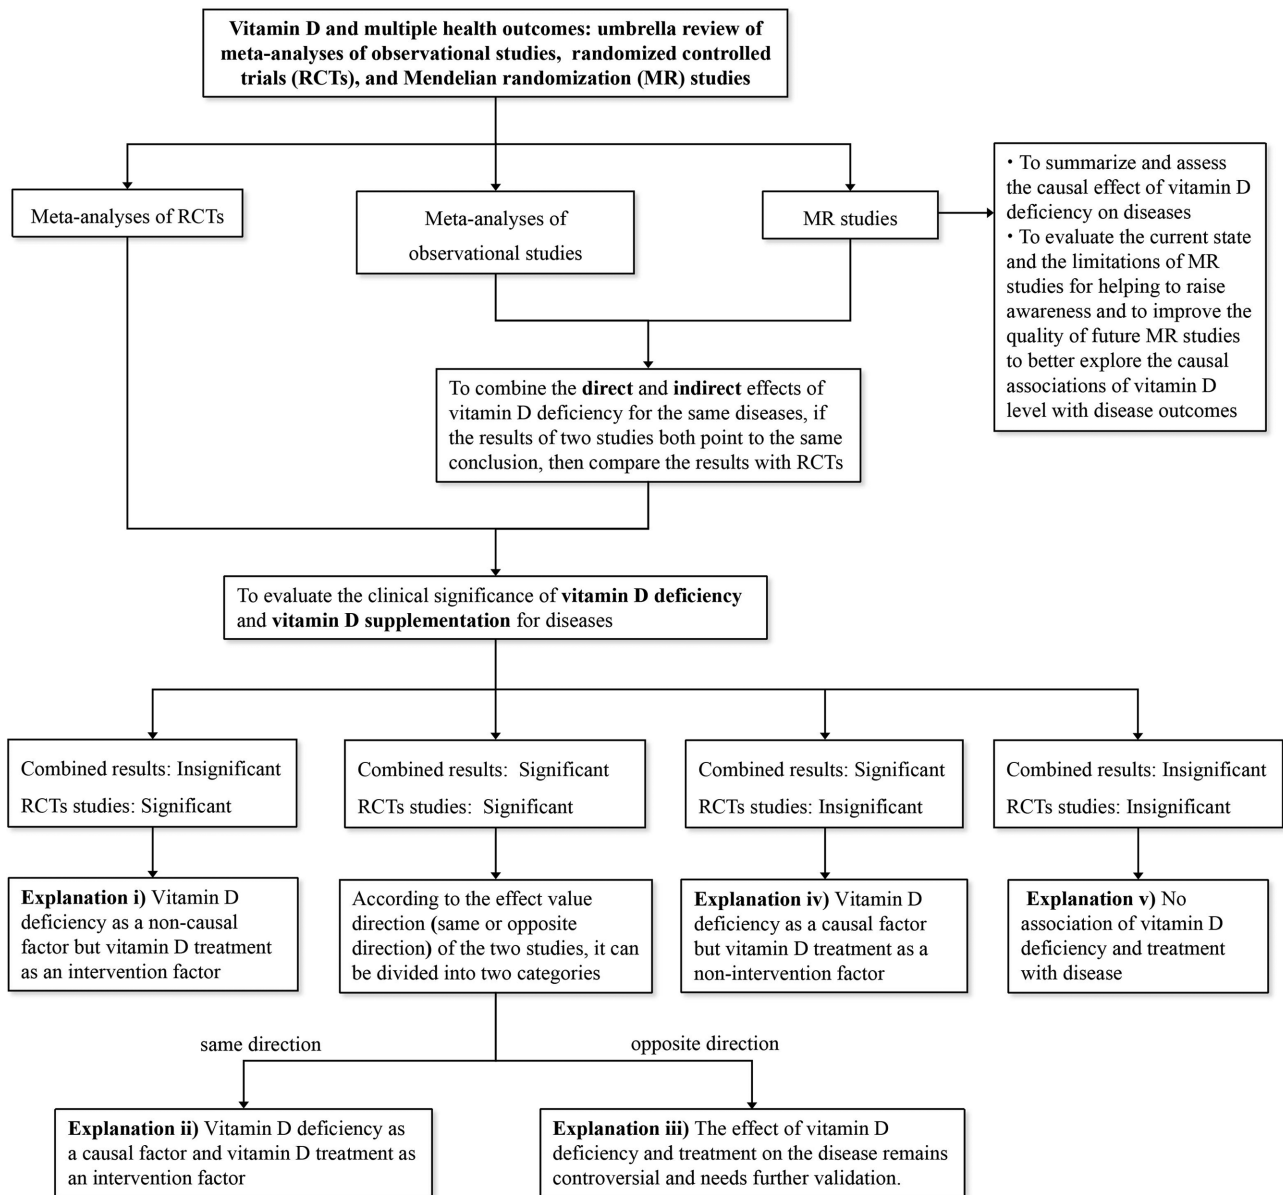 Vitamin D and multiple health outcomes: umbrella review of
meta-analyses of observational studies, randomized controlled
trials (RCTs), and Mendelian randomization (MR) studies
Meta-analyses of RCTs
Meta-analyses of
observational studies
MR studies
· To summarize and assess
the causal effect of vitamin D
deficiency on diseases
· To evaluate the current state
and the limitations of MR
studies for helping to raise
awareness and to improve the
quality of future MR studies
to better explore the causal
associations of vitamin D
level with disease outcomes
To combine the direct and indirect effects of
vitamin D deficiency for the same diseases, if
the results of two studies both point to the same
conclusion, then compare the results with RCTs
To evaluate the clinical significance of vitamin D deficiency
and vitamin D supplementation for diseases
Combined results: Insignificant
RCTs studies: Significant
Combined results: Significant
RCTs studies: Significant
Combined results: Significant
RCTs studies: Insignificant
Combined results: Insignificant
RCTs studies: Insignificant
Explanation i) Vitamin D
deficiency as a non-causal
factor but vitamin D treatment
as an intervention factor
According to the effect value
direction (same or opposite
direction) of the two studies, it can
be divided into two categories
Explanation iv) Vitamin D
deficiency as a causal factor
but vitamin D treatment as a
non-intervention factor
Explanation v) No
association of vitamin D
deficiency and treatment
with disease
same direction
opposite direction
Explanation ii) Vitamin D deficiency as
a causal factor and vitamin D treatment as
an intervention factor
Explanation iii) The effect of vitamin D
deficiency and treatment on the disease remains
controversial and needs further validation.